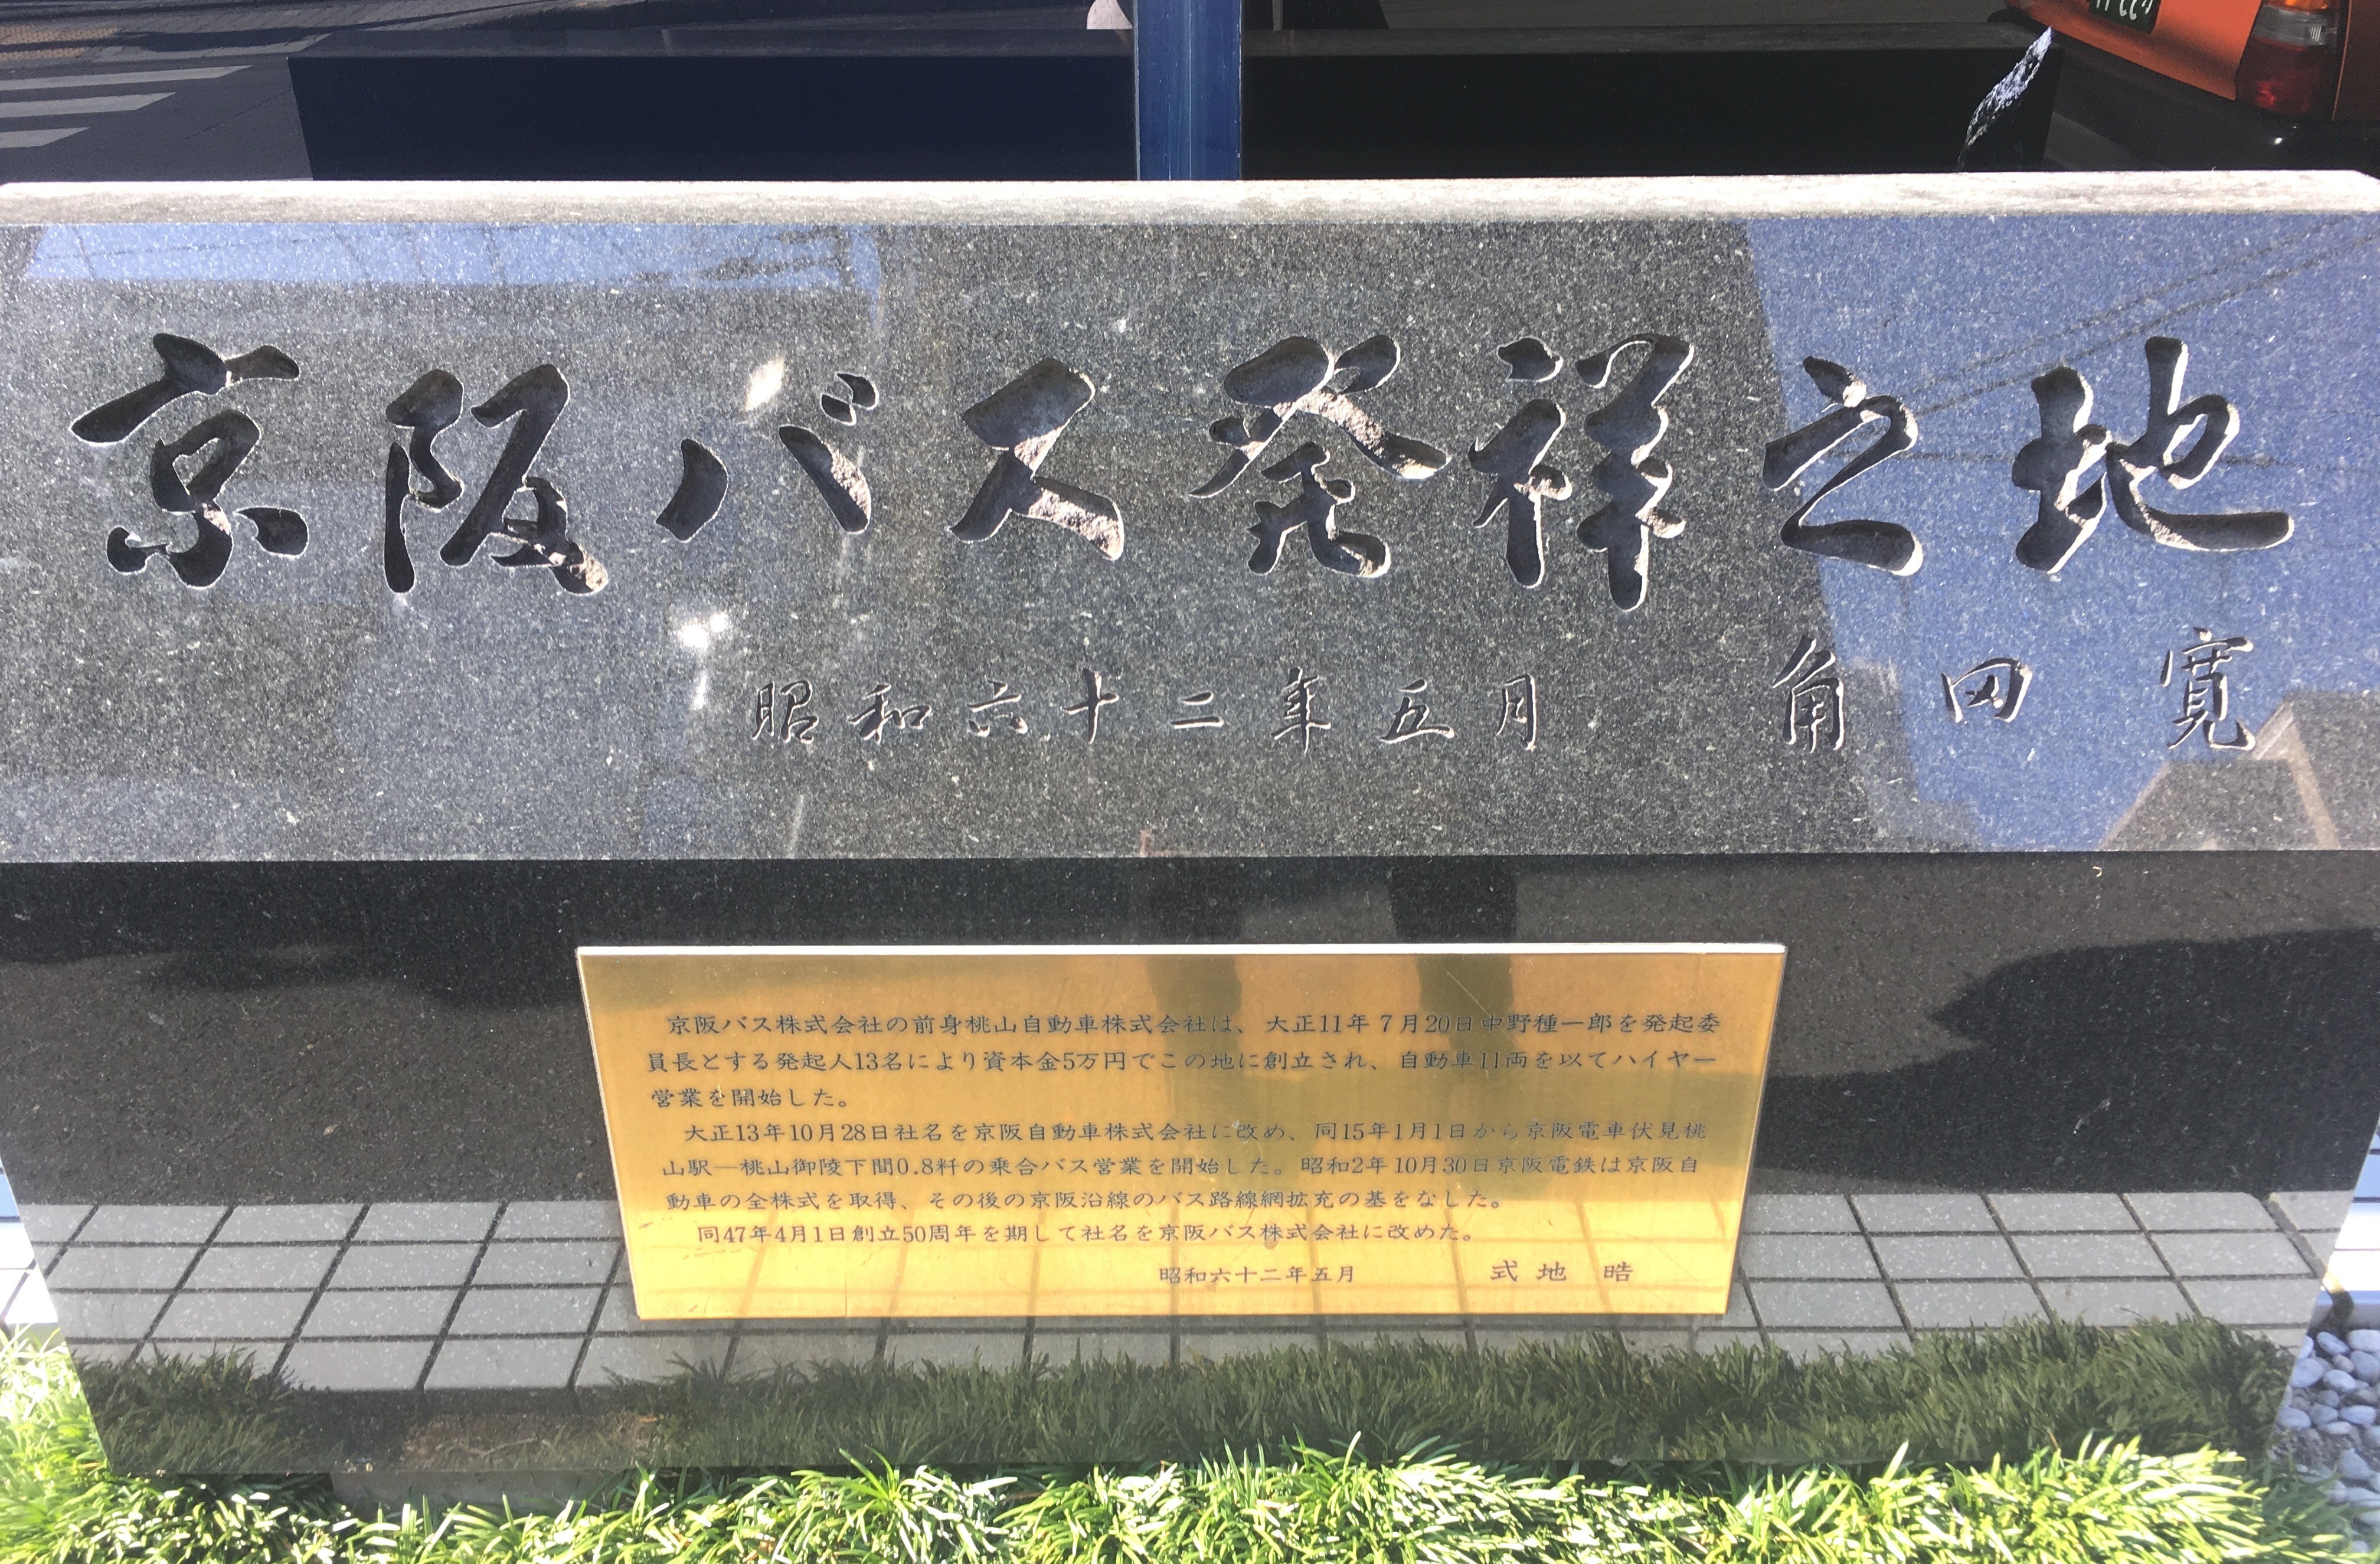 京阪バス発祥之地
昭和六十二年五月 角田寛
京阪バス株式会社の前身桃山自動車株式会社は、大正11年7月20日中野種一郎を発起委
員長とする発起人13名により資本金5万円でこの地に創立され、自動車11両を以てハイヤー
営業を開始した。
大正13年10月28日社名を京阪自動車株式会社に改め、同15年1月1日から京阪電車伏見桃
山駅―桃山御陵下間0.8粁の乗合バス営業を開始した。昭和2年10月30日京阪電鉄は京阪自
動車の全株式を取得、その後の京阪沿線のバス路線網拡充の基をなした。
同47年4月1日創立50周年を期して社名を京阪バス株式会社に改めた。
昭和六十二年五月 式地 晧